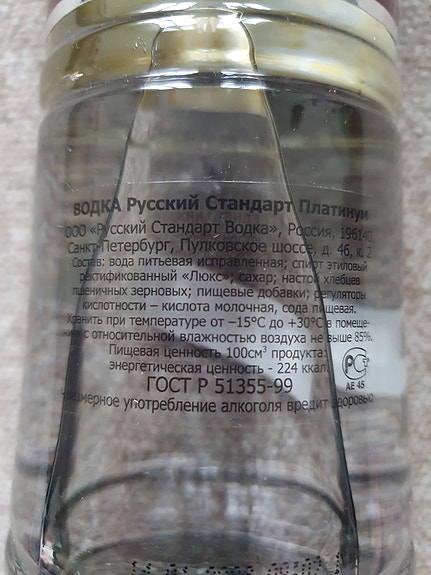 ВОДКА Русский Стандарт Платинум
ООО «Русский Стандарт Водка», Россия, 196140,
Санкт-Петербург, Пулковское шоссе, д. 46, к. 2
Состав: вода питьевая исправленная; спирт этиловый
ректификованный «Люкс»; сахар; настой хлебцев
пшеничных зерновых; пищевые добавки: регуляторы
кислотности – кислота молочная, сода пищевая.
Хранить при температуре от –15°С до +30°С в помеще-
ниях с относительной влажностью воздуха не выше 85%.
Пищевая ценность 100см³ продукта:
энергетическая ценность - 224 ккал.
РСТ
АЕ 45
ГОСТ Р 51355-99
Чрезмерное употребление алкоголя вредит здоровью